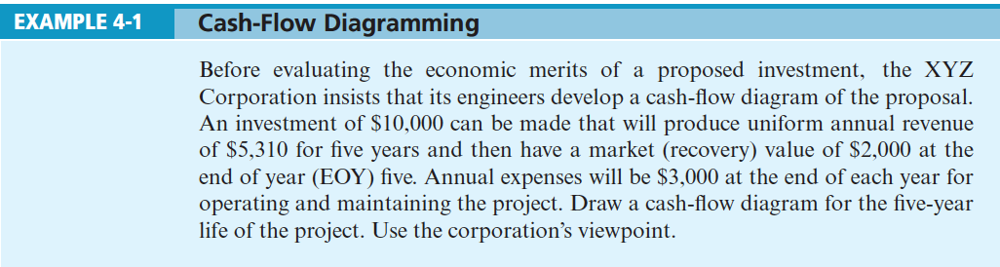 EXAMPLE 4-1 Cash-Flow Diagramming
Before evaluating the economic merits of a proposed investment, the XYZ
Corporation insists that its engineers develop a cash-flow diagram of the proposal.
An investment of $10,000 can be made that will produce uniform annual revenue
of $5,310 for five years and then have a market (recovery) value of $2,000 at the
end of year (EOY) five. Annual expenses will be $3,000 at the end of each year for
operating and maintaining the project. Draw a cash-flow diagram for the five-year
life of the project. Use the corporation’s viewpoint.